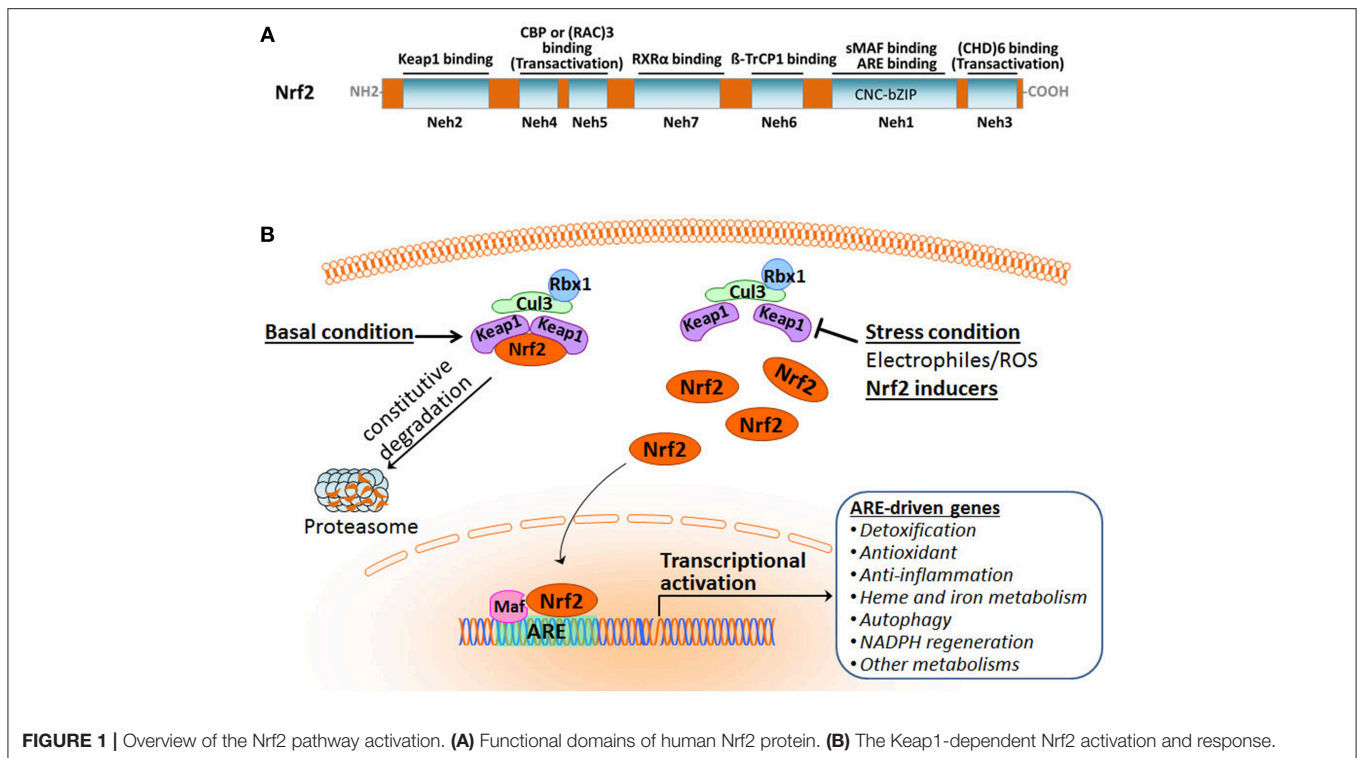 A
CBP or (RAC)3
binding
(Transactivation)
Keap1 binding
RXRα binding
ß-TrCP1 binding
sMAF binding
ARE binding
(CHD)6 binding
(Transactivation)
Nrf2
NH2-
CNC-bZIP
-COOH
Neh2
Neh4
Neh5
Neh7
Neh6
Neh1
Neh3
B
Rbx1
Cul3
Keap1
Keap1
Nrf2
Basal condition
constitutive
degradation
Proteasome
Rbx1
Cul3
Keap1
Keap1
Stress condition
Electrophiles/ROS
Nrf2 inducers
Nrf2
Nrf2
Nrf2
Nrf2
Transcriptional
activation
Maf
Nrf2
ARE
ARE-driven genes
•Detoxification
•Antioxidant
•Anti-inflammation
•Heme and iron metabolism
•Autophagy
•NADPH regeneration
•Other metabolisms
FIGURE 1 | Overview of the Nrf2 pathway activation. (A) Functional domains of human Nrf2 protein. (B) The Keap1-dependent Nrf2 activation and response.